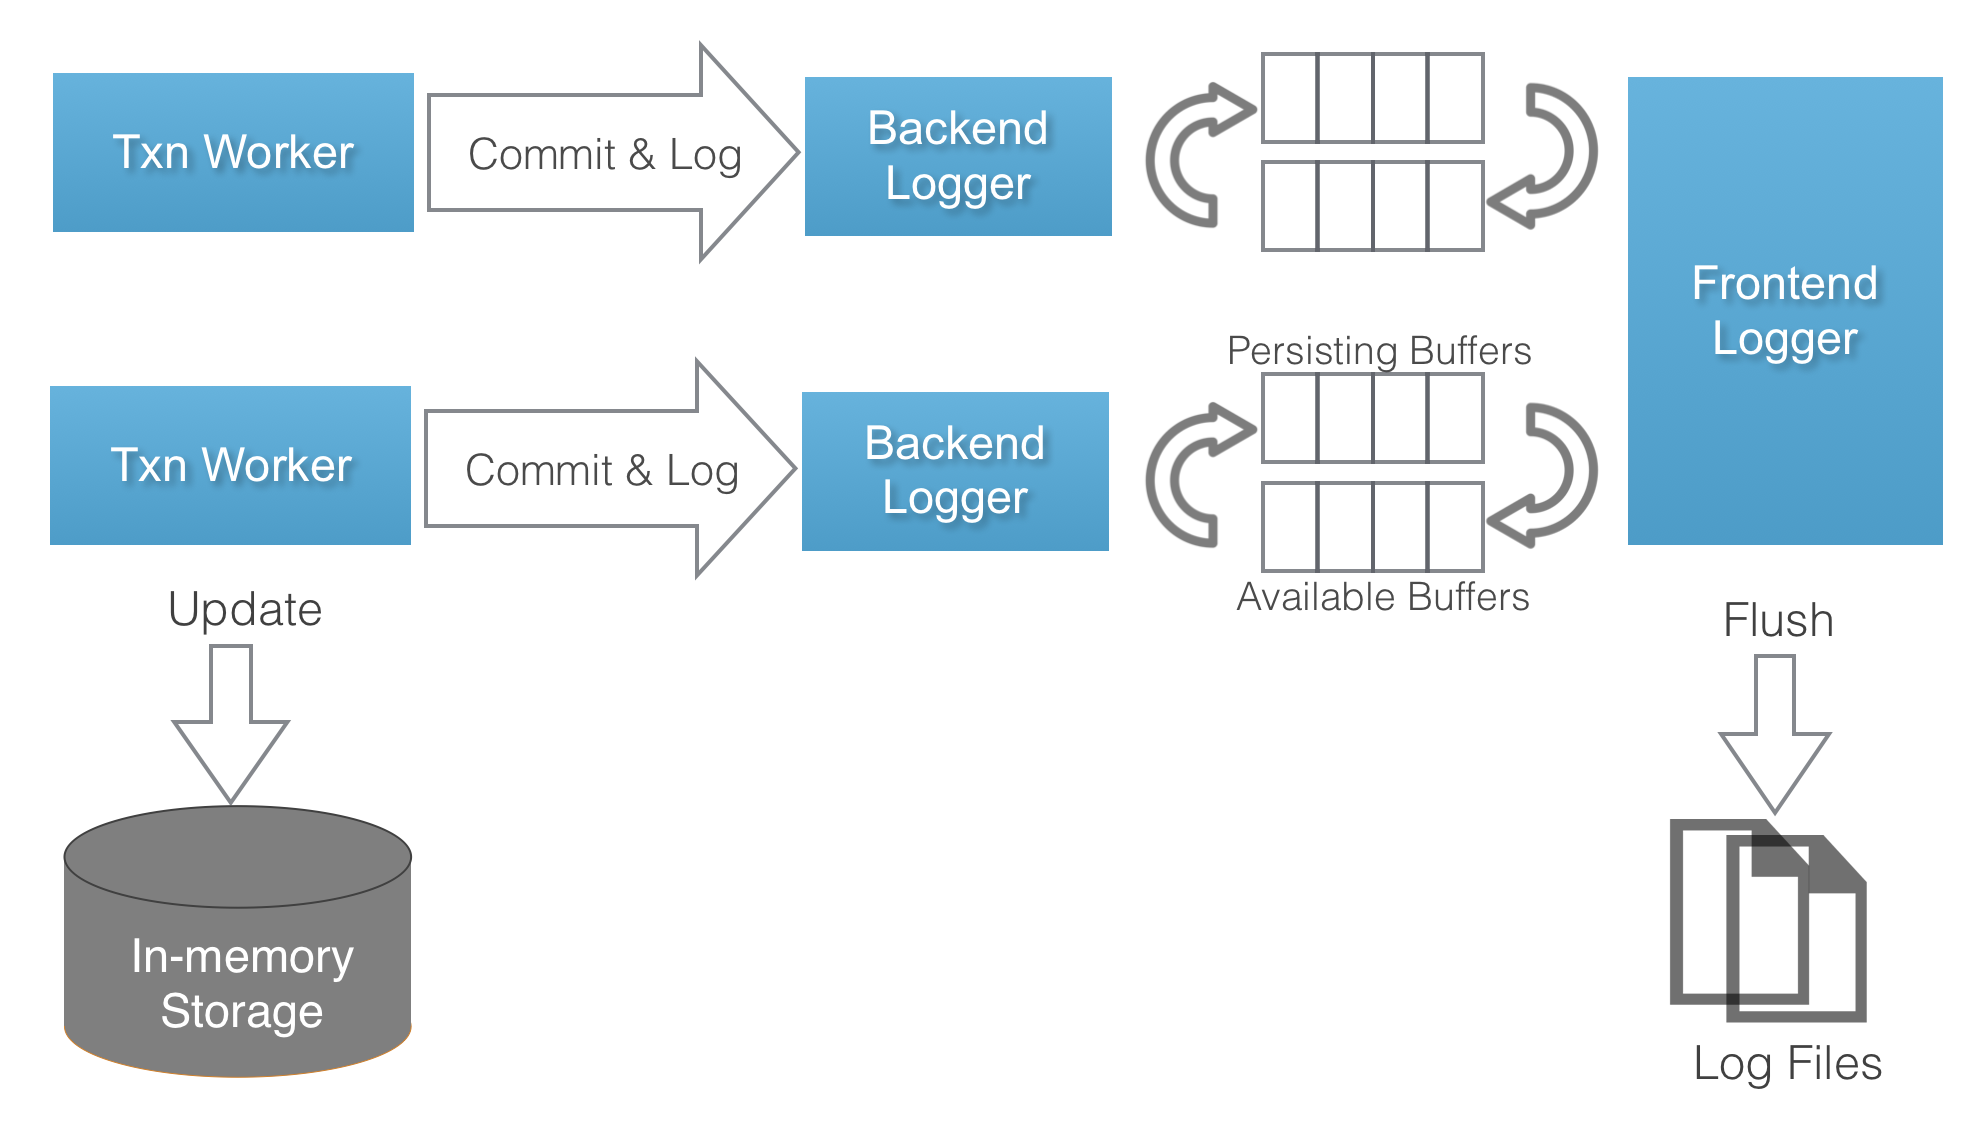 Txn Worker
Commit & Log
Backend
Logger
Frontend
Logger
Persisting Buffers
Txn Worker
Commit & Log
Backend
Logger
Available Buffers
Update
Flush
In-memory
Storage
Log Files